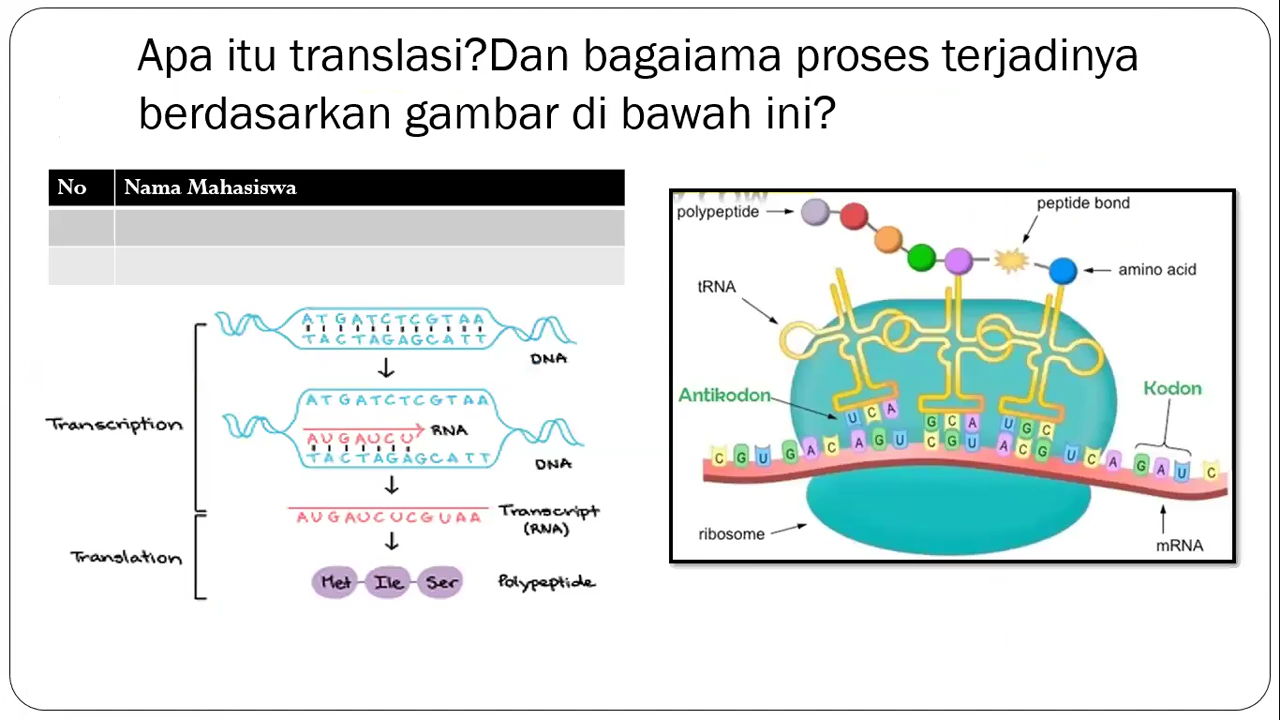 Apa itu translasi?Dan bagaiama proses terjadinya
berdasarkan gambar di bawah ini?
No Nama Mahasiswa
ATGATCTCGTAA
TACTAGAGCATT
DNA
Transcription
ATGATCTCGTAA
AUGAUCU RNA
TACTAGAGCATT
DNA
AUGAUCUCGUAA Transcript
(RNA)
Translation
Met Ile Ser Polypeptide
polypeptide
peptide bond
amino acid
tRNA
Antikodon
Kodon
UCA GCA UGC
C G U G A C A G U C G U A C G U C A G A U C
ribosome
mRNA